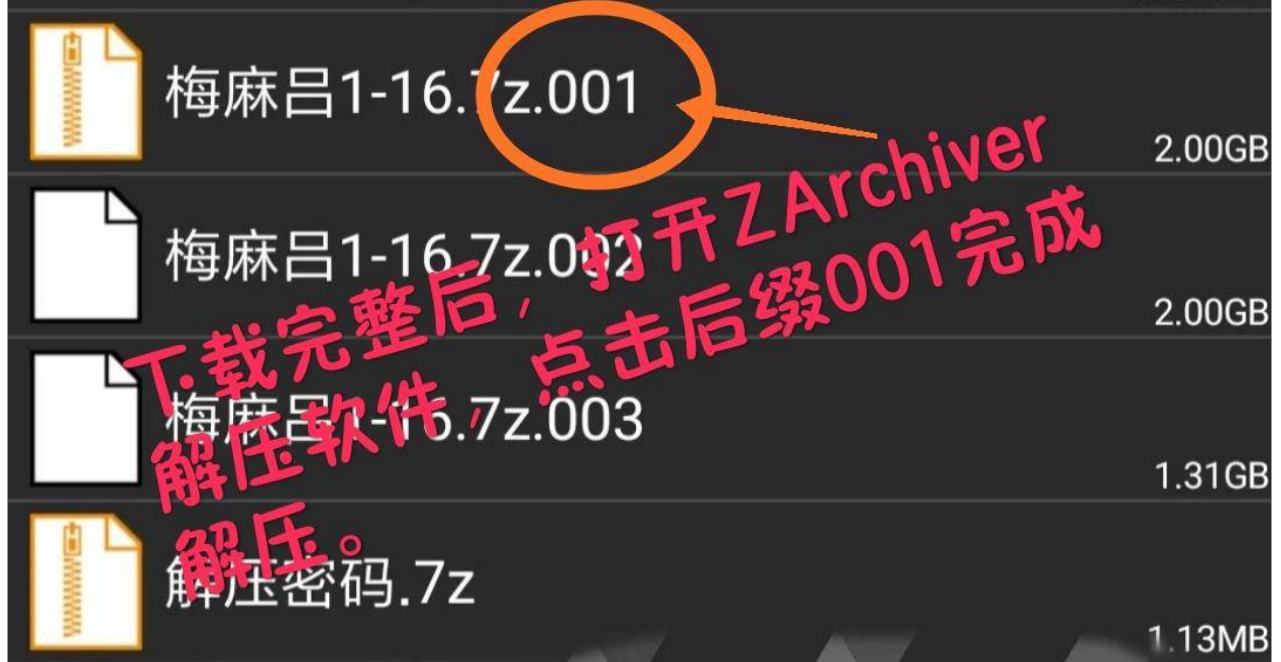 梅麻吕1-16.7z.001
2.00GB
梅麻吕1-16.7z.002
2.00GB
梅麻吕1-16.7z.003
1.31GB
解压密码.7z
1.13MB
下载完整后，打开ZArchiver
解压软件，点击后缀001完成
解压。